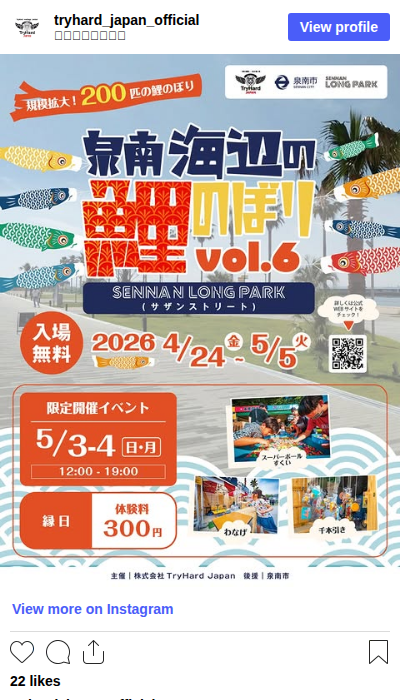 tryhard_japan_official
View profile
規模拡大！200匹の鯉のぼり
TryHard
Japan
泉南市
SENNAN CITY
SENNAN
LONG PARK
泉南 海辺の
鯉のぼり
vol.6
SENNAN LONG PARK
(サザンストリート)
詳しくは公式
WEBサイトを
チェック！
入場
無料
2026 4/24 金 ~ 5/5 火
限定開催イベント
5/3-4 日・月
12:00 - 19:00
縁日
体験料
300円
スーパーボール
すくい
わなげ
千本引き
主催｜株式会社 TryHard Japan 後援｜泉南市
View more on Instagram
22 likes